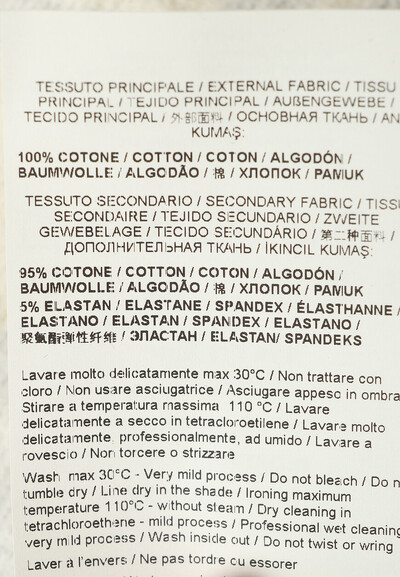 TESSUTO PRINCIPALE / EXTERNAL FABRIC / TISSU
PRINCIPAL / TEJIDO PRINCIPAL / AUßENGEWEBE /
TECIDO PRINCIPAL / 外部面料 / ОСНОВНАЯ ТКАНЬ / AN
KUMAŞ:
100% COTONE / COTTON / COTON / ALGODÓN /
BAUMWOLLE / ALGODÃO / 棉 / ХЛОПОК / PAMUK
TESSUTO SECONDARIO / SECONDARY FABRIC / TISSU
SECONDAIRE / TEJIDO SECUNDARIO / ZWEITE
GEWEBELAGE / TECIDO SECUNDÁRIO / 第二种面料 /
ДОПОЛНИТЕЛЬНАЯ ТКАНЬ / İKINCIL KUMAŞ:
95% COTONE / COTTON / COTON / ALGODÓN /
BAUMWOLLE / ALGODÃO / 棉 / ХЛОПОК / PAMUK
5% ELASTAN / ELASTANE / SPANDEX / ÉLASTHANNE /
ELASTANO / ELASTAN / SPANDEX / ELASTANO /
聚氨酯弹性纤维 / ЭЛАСТАН / ELASTAN/ SPANDEKS
Lavare molto delicatamente max 30°C / Non trattare con
cloro / Non usare asciugatrice / Asciugare appeso in ombra
Stirare a temperatura massima 110 °C / Lavare
delicatamente a secco in tetracloroetilene / Lavare molto
delicatamente, professionalmente, ad umido / Lavare a
rovescio / Non torcere o strizzare
Wash max 30°C - Very mild process / Do not bleach / Do n
tumble dry / Line dry in the shade / Ironing maximum
temperature 110°C - without steam / Dry cleaning in
tetrachloroethene - mild process / Professional wet cleaning
very mild process / Wash inside out / Do not twist or wring
Laver à l'envers / Ne pas tordre ou essorer